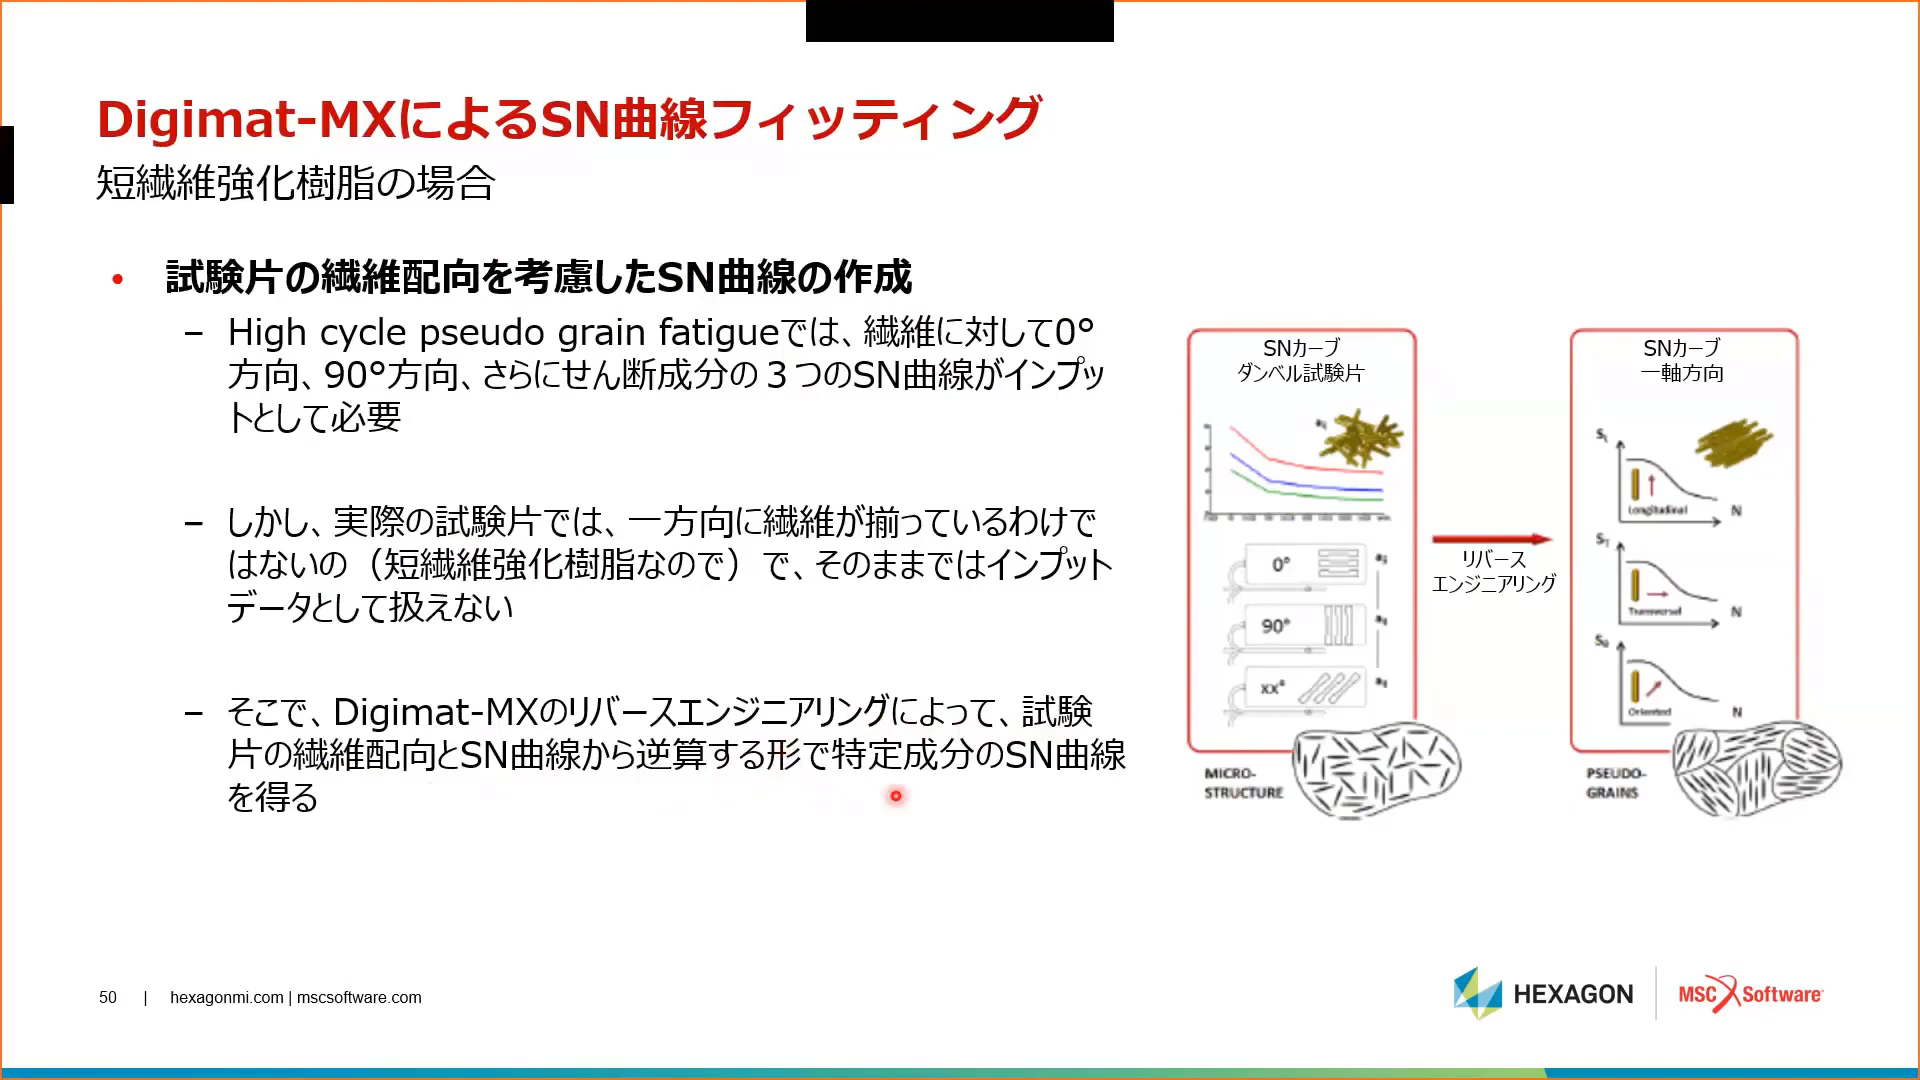 Digimat-MXによるSN曲線フィッティング
短繊維強化樹脂の場合
• 試験片の繊維配向を考慮したSN曲線の作成
– High cycle pseudo grain fatigueでは、繊維に対して0°
方向、90°方向、さらにせん断成分の３つのSN曲線がインプッ
トとして必要
– しかし、実際の試験片では、一方向に繊維が揃っているわけで
はないの（短繊維強化樹脂なので）で、そのままではインプット
データとして扱えない
– そこで、Digimat-MXのリバースエンジニアリングによって、試験
片の繊維配向とSN曲線から逆算する形で特定成分のSN曲線
を得る
SNカーブ
ダンベル試験片
0°
90°
xx°
MICRO-
STRUCTURE
リバース
エンジニアリング
SNカーブ
一軸方向
SL
Longitudinal
N
ST
Transversal
N
Sθ
Oriented
N
PSEUDO-
GRAINS
50 | hexagonmi.com | mscsoftware.com
HEXAGON
MSC Software